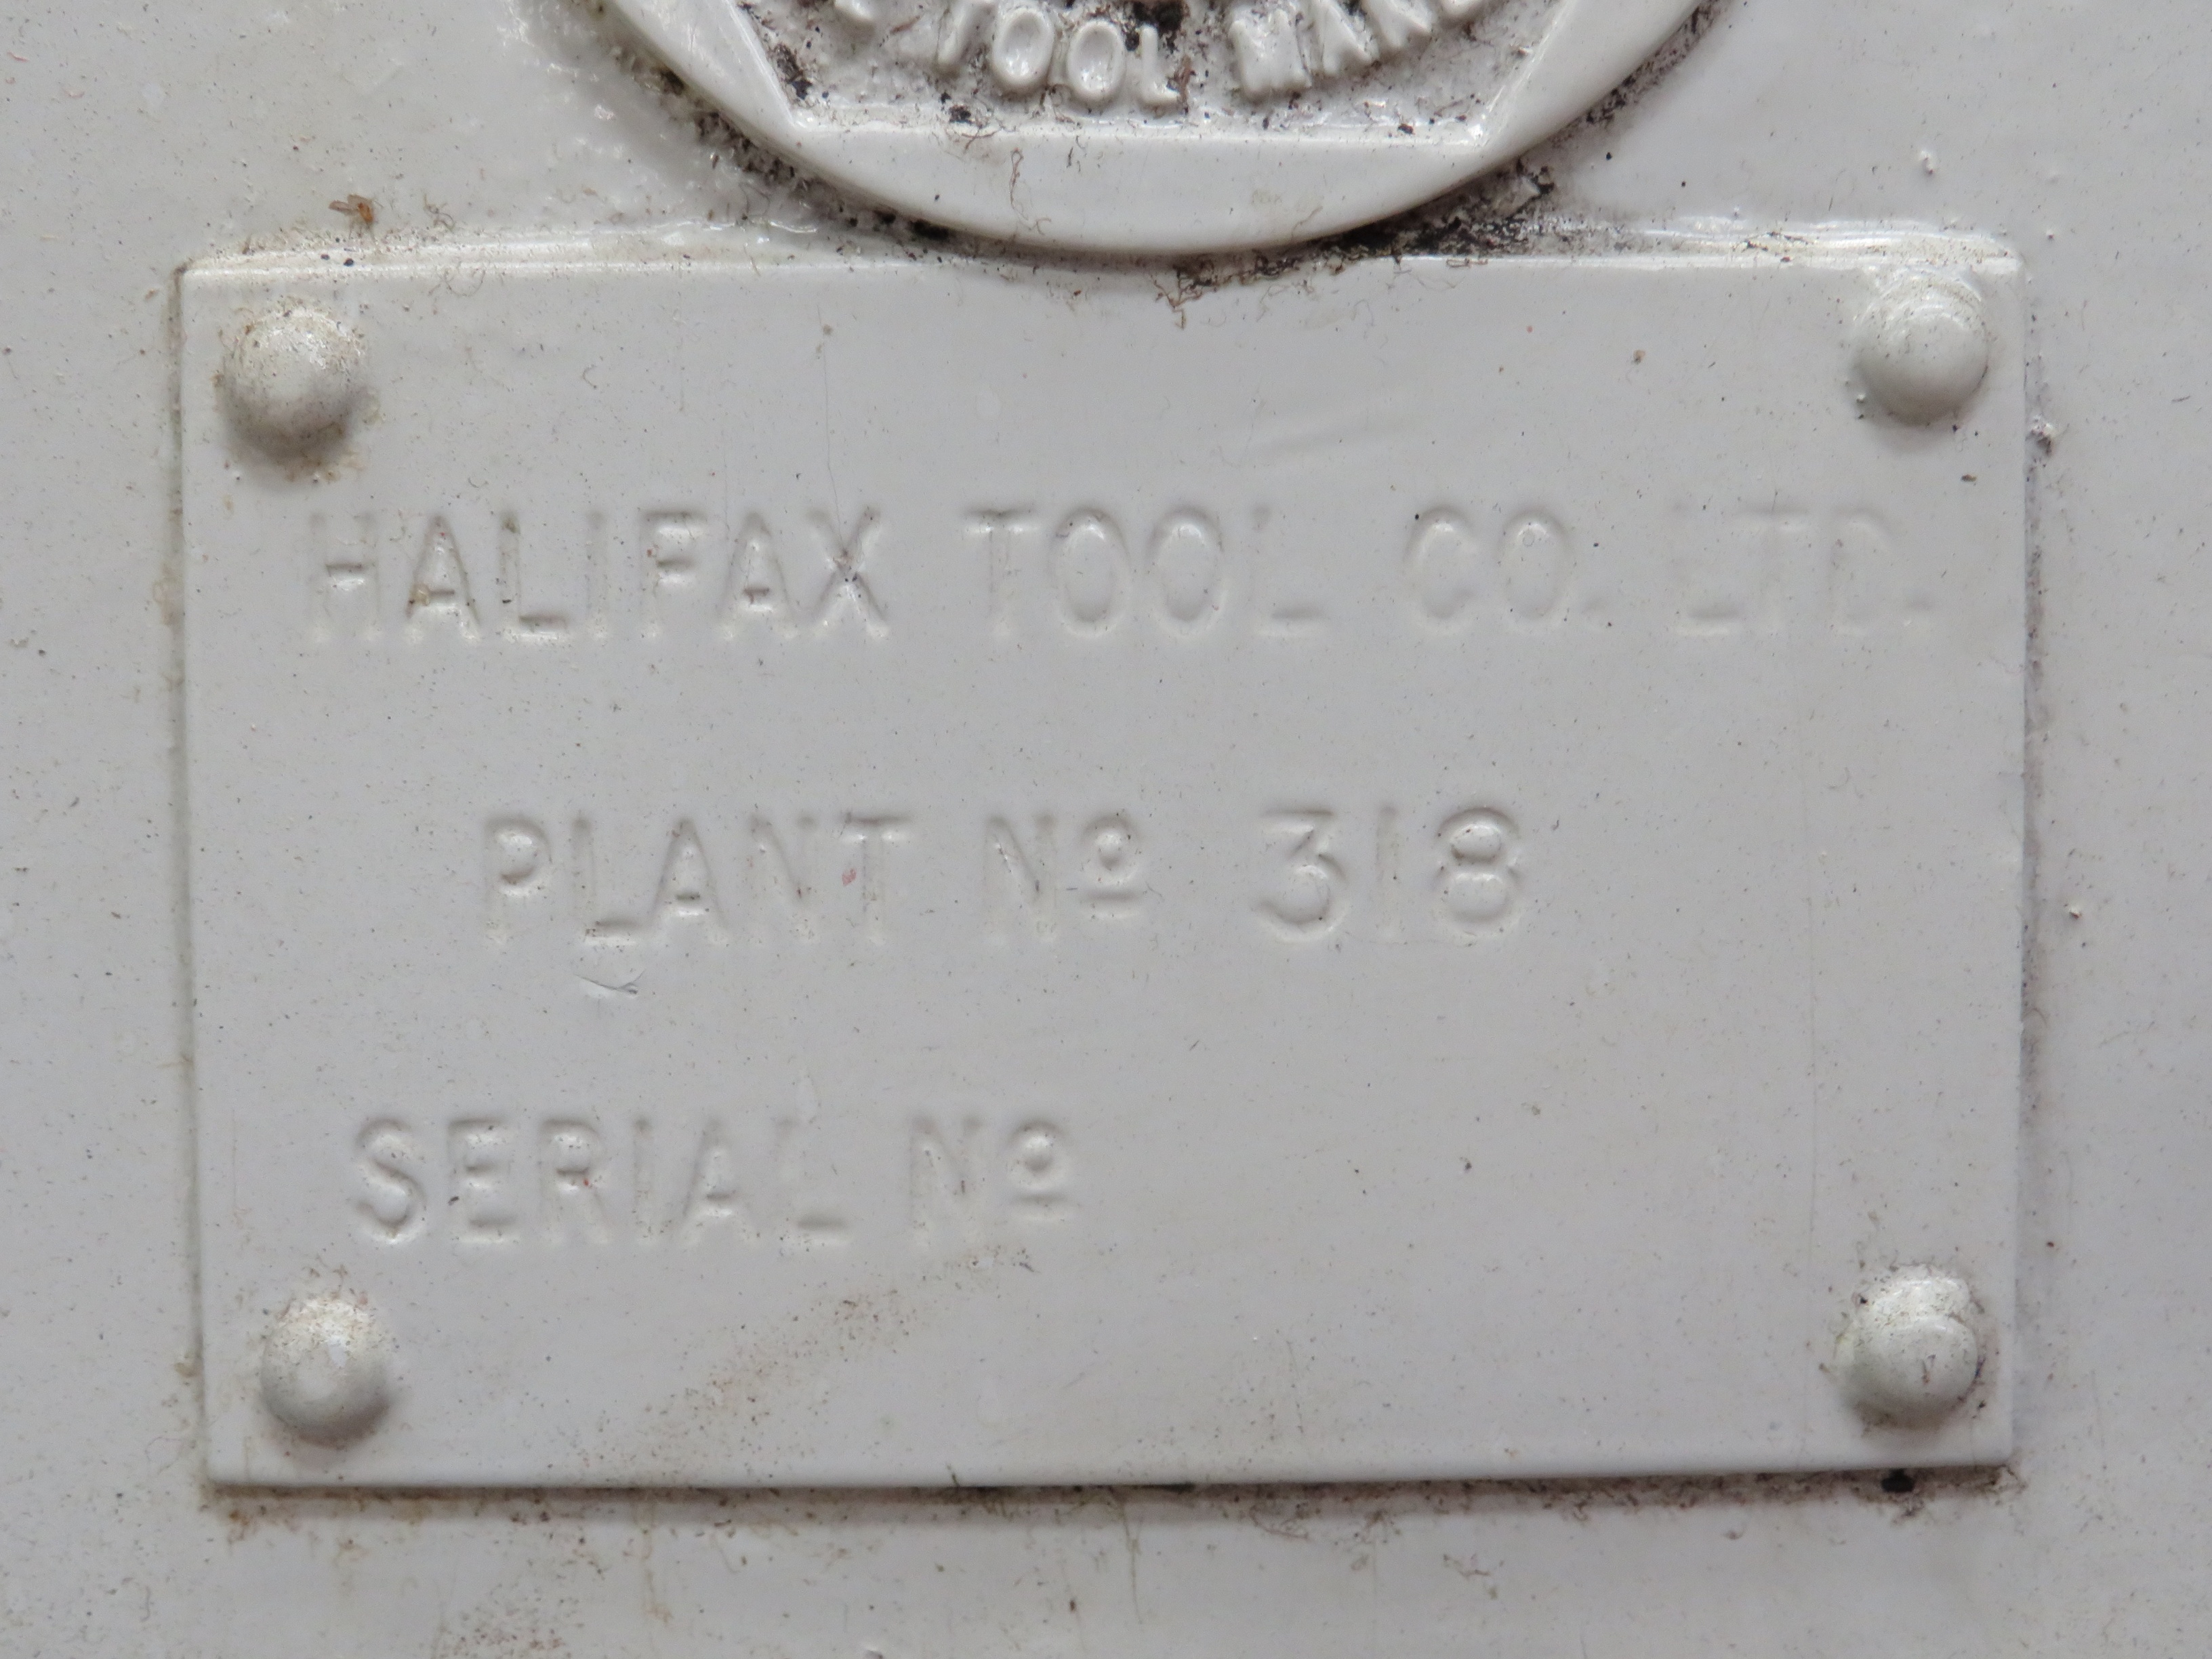 TOOL
HALIFAX TOOL CO. LTD.
PLANT Nº 318
SERIAL Nº